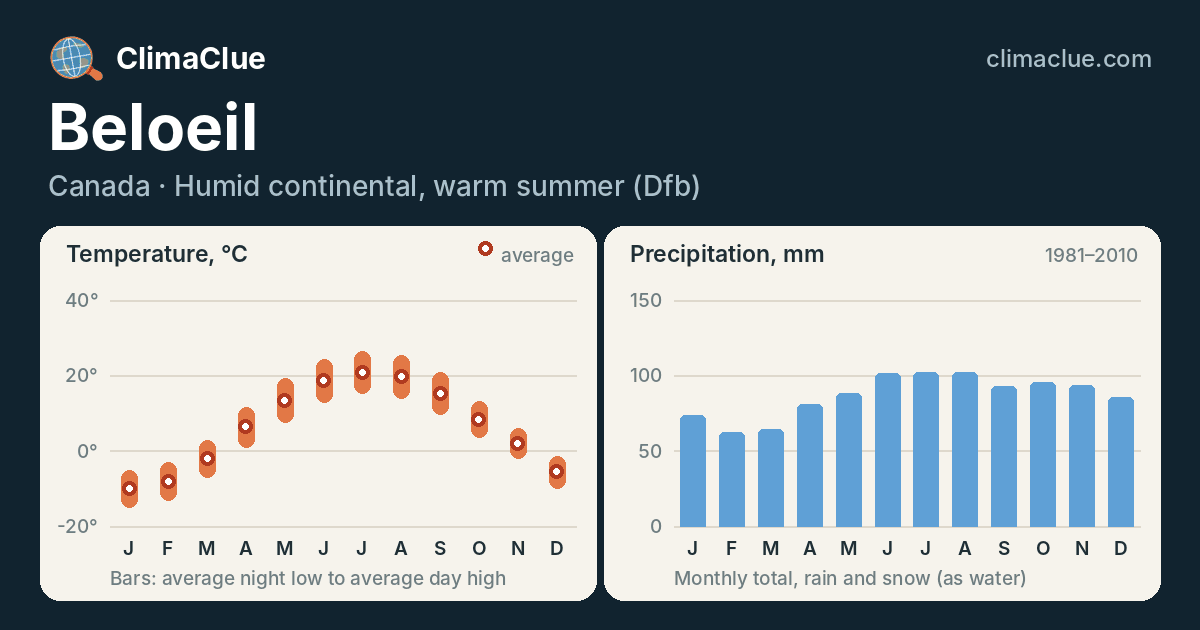 ClimaClue
climaclue.com
Beloeil
Canada · Humid continental, warm summer (Dfb)
Temperature, °C
average
40°
20°
0°
-20°
J F M A M J J A S O N D
Bars: average night low to average day high
Precipitation, mm
1981–2010
150
100
50
0
J F M A M J J A S O N D
Monthly total, rain and snow (as water)